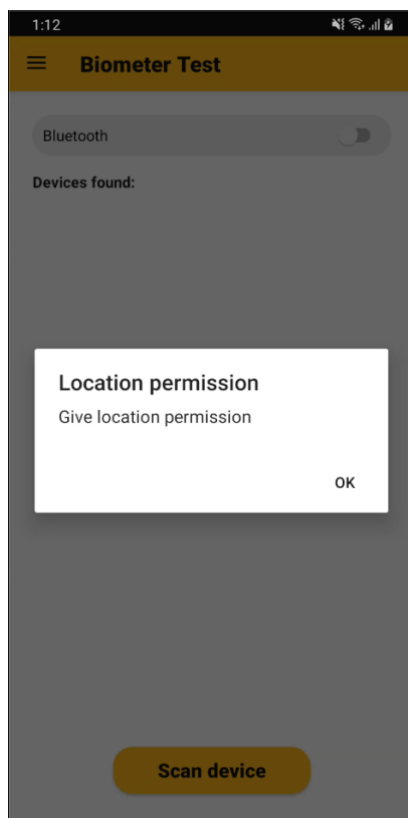 1:12
Biometer Test
Bluetooth
Devices found:
Location permission
Give location permission
OK
Scan device